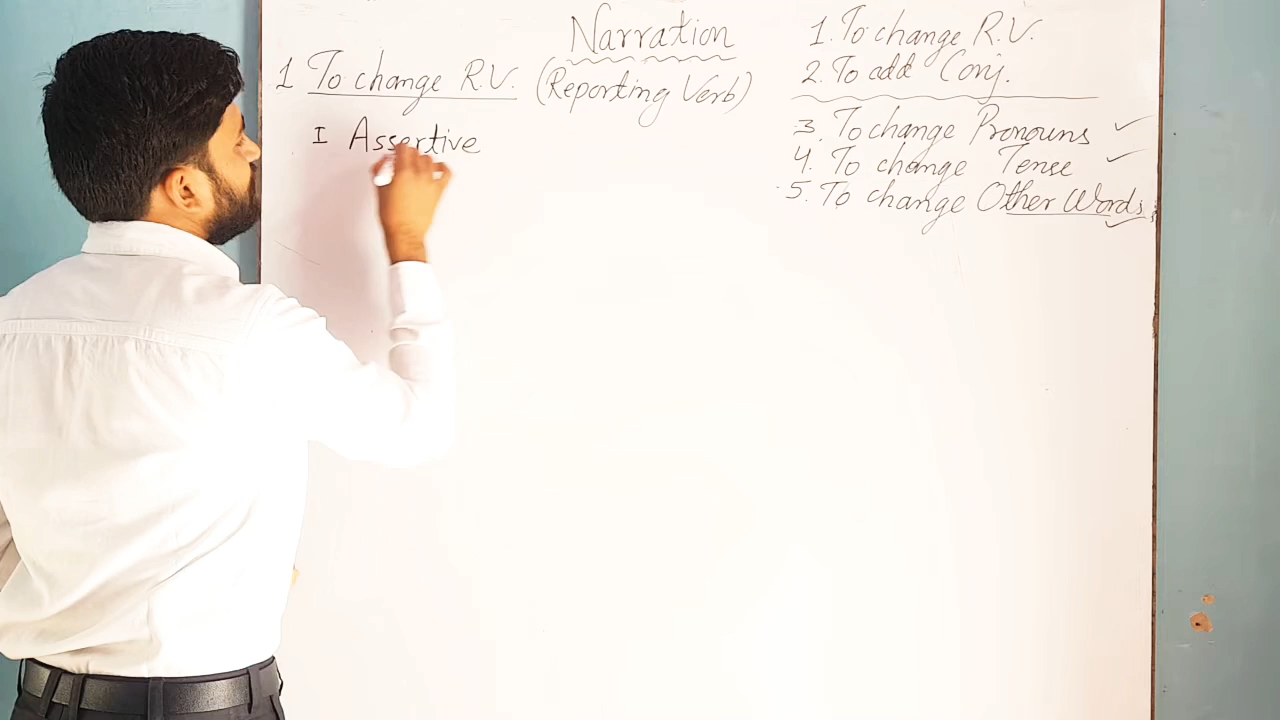 Narration
1 To change R.V. (Reporting Verb)
I Assertive
1. To change R.V.
2. To add Conj.
3. To change Pronouns ✓
4. To change Tense ✓
5. To change Other Words ✓